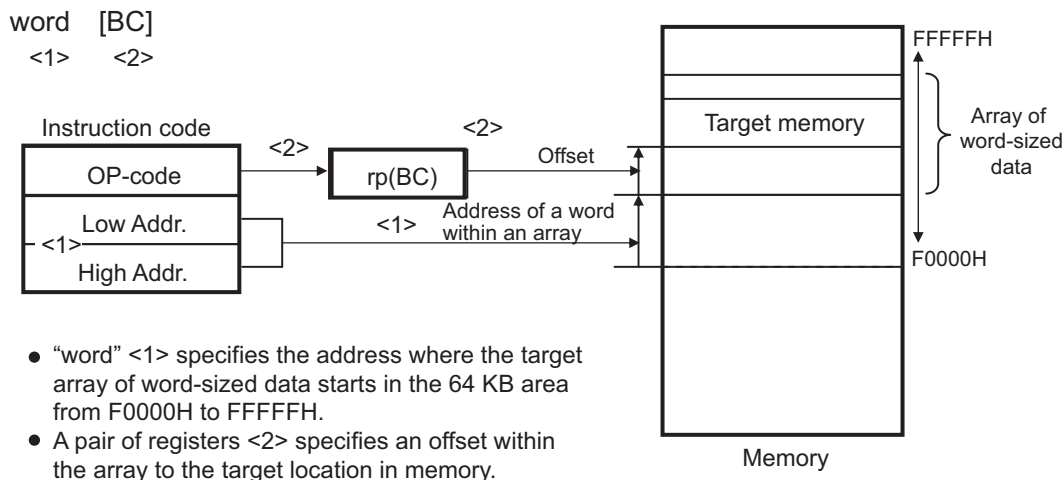 word [BC]
<1> <2>
FFFFFH
Instruction code
<2>
<2>
Target memory
Array of
word-sized
data
OP-code
rp(BC)
Offset
Low Addr.
<1>
High Addr.
<1>
Address of a word
within an array
F0000H
● “word” <1> specifies the address where the target
array of word-sized data starts in the 64 KB area
from F0000H to FFFFFH.
● A pair of registers <2> specifies an offset within
the array to the target location in memory.
Memory